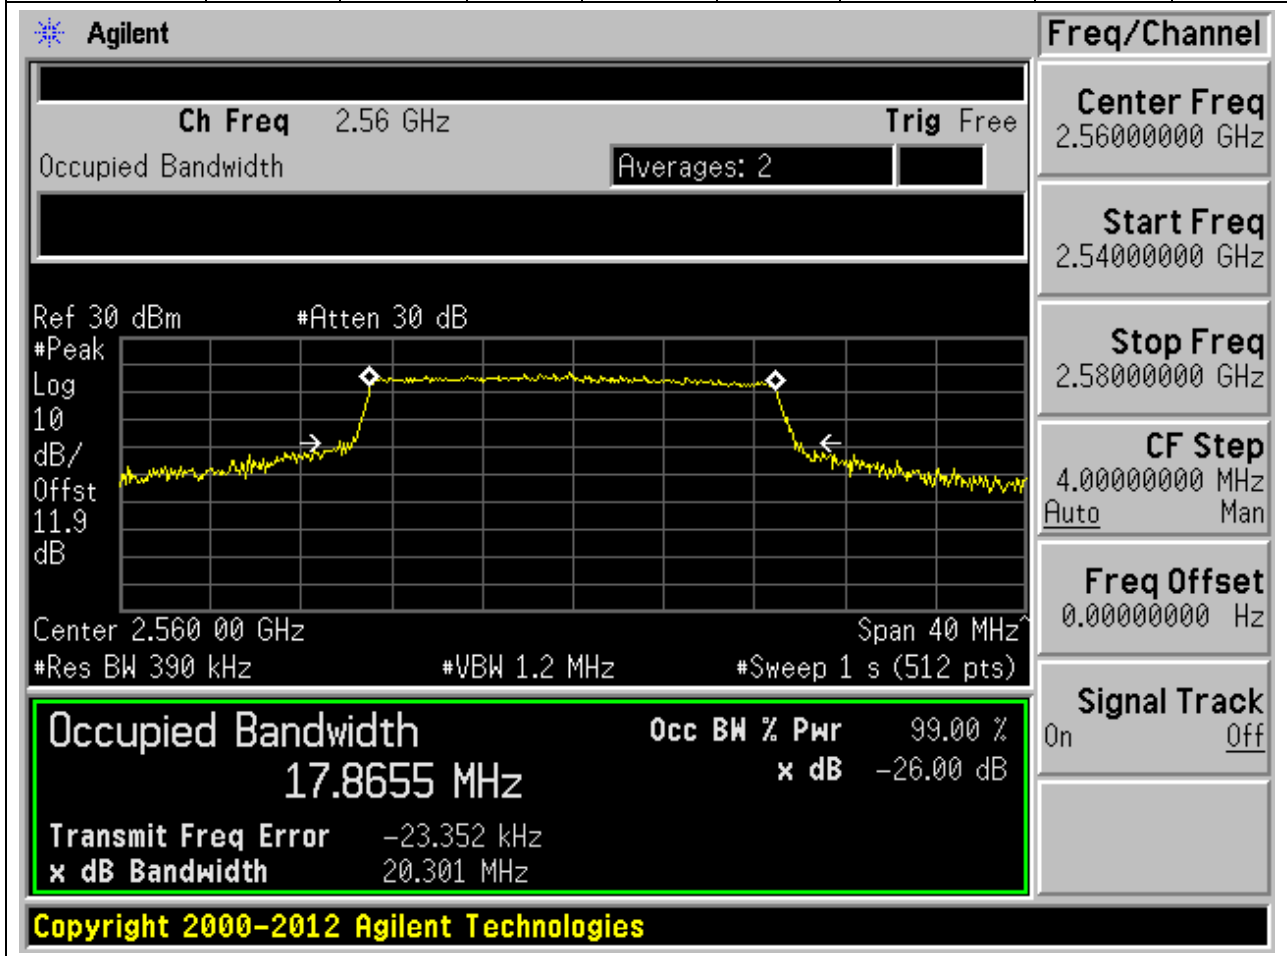 Agilent
Freq/Channel
Ch Freq 2.56 GHz Trig Free
Occupied Bandwidth Averages: 2
Center Freq
2.56000000 GHz
Start Freq
2.54000000 GHz
Stop Freq
2.58000000 GHz
CF Step
4.00000000 MHz
Auto Man
Freq Offset
0.00000000 Hz
Signal Track
On Off
Ref 30 dBm #Atten 30 dB
#Peak
Log
10
dB/
Offst
11.9
dB
Center 2.560 00 GHz Span 40 MHz^
#Res BW 390 kHz #VBW 1.2 MHz #Sweep 1 s (512 pts)
Occupied Bandwidth
17.8655 MHz
Occ BW % Pwr 99.00 %
x dB -26.00 dB
Transmit Freq Error -23.352 kHz
x dB Bandwidth 20.301 MHz
Copyright 2000-2012 Agilent Technologies